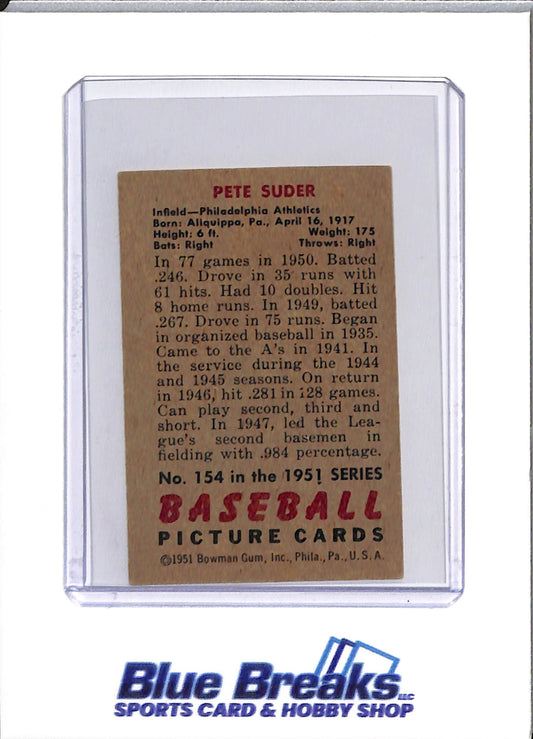 PETE SUDER
Infield—Philadelphia Athletics
Born: Aliquippa, Pa., April 16, 1917
Height: 6 ft. Weight: 175
Bats: Right Throws: Right
In 77 games in 1950. Batted
.246. Drove in 35 runs with
61 hits. Had 10 doubles. Hit
8 home runs. In 1949, batted
.267. Drove in 75 runs. Began
in organized baseball in 1935.
Came to the A's in 1941. In
the service during the 1944
and 1945 seasons. On return
in 1946, hit .281 in 128 games.
Can play second, third and
short. In 1947, led the Lea-
gue's second basemen in
fielding with .984 percentage.
No. 154 in the 1951 SERIES
BASEBALL
PICTURE CARDS
©1951 Bowman Gum, Inc., Phila., Pa., U.S.A.
Blue Breaks LLC
SPORTS CARD & HOBBY SHOP